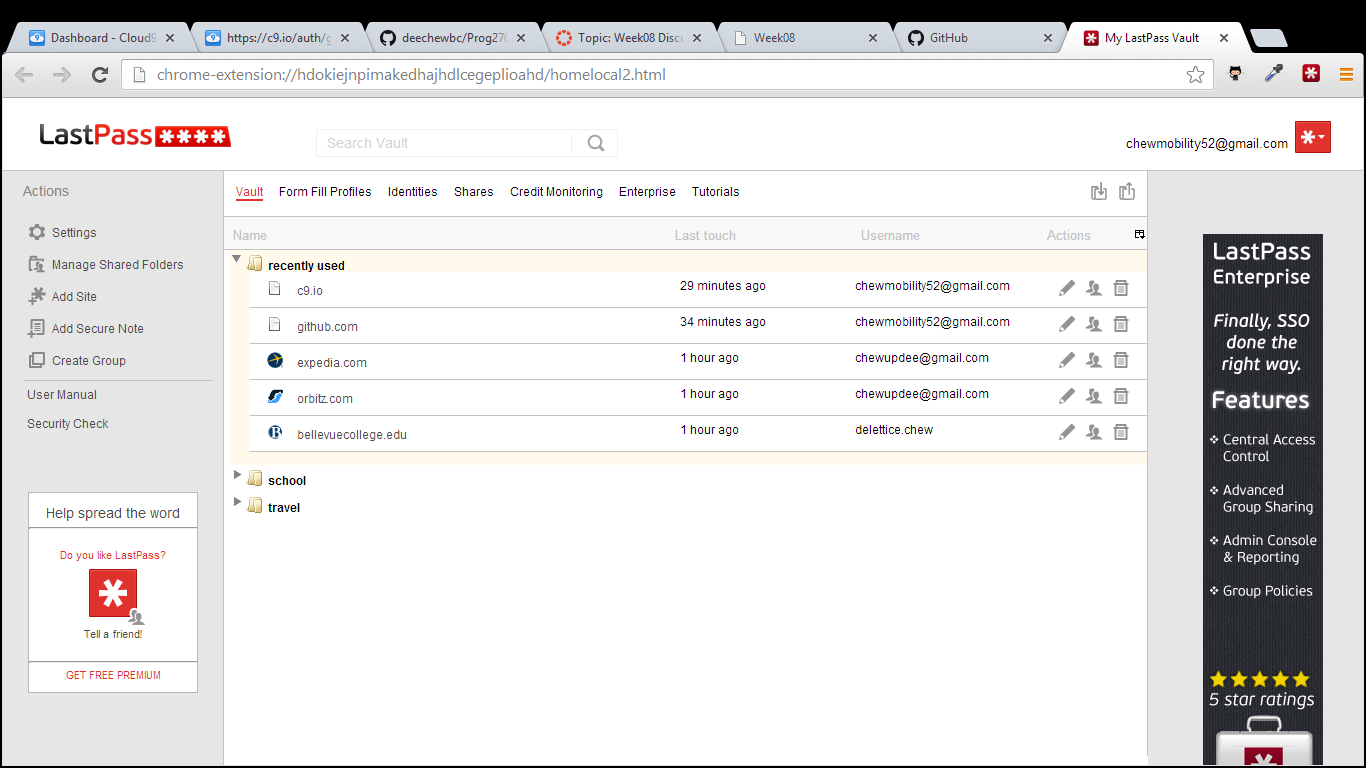 Dashboard - Cloud9
https://c9.io/auth/g
deechewbc/Prog270
Topic: Week08 Discu
Week08
GitHub
My LastPass Vault
chrome-extension://hdokiejnpimakedhajhdlcegeplioahd/homelocal2.html
LastPass ****
Search Vault
chewmobility52@gmail.com
Actions
Settings
Manage Shared Folders
Add Site
Add Secure Note
Create Group
User Manual
Security Check
Help spread the word
Do you like LastPass?
Tell a friend!
GET FREE PREMIUM
Vault Form Fill Profiles Identities Shares Credit Monitoring Enterprise Tutorials
Name Last touch Username Actions
recently used
c9.io 29 minutes ago chewmobility52@gmail.com
github.com 34 minutes ago chewmobility52@gmail.com
expedia.com 1 hour ago chewupdee@gmail.com
orbitz.com 1 hour ago chewupdee@gmail.com
bellevuecollege.edu 1 hour ago delettice.chew
school
travel
LastPass
Enterprise
Finally, SSO
done the
right way.
Features
Central Access
Control
Advanced
Group Sharing
Admin Console
& Reporting
Group Policies
5 star ratings